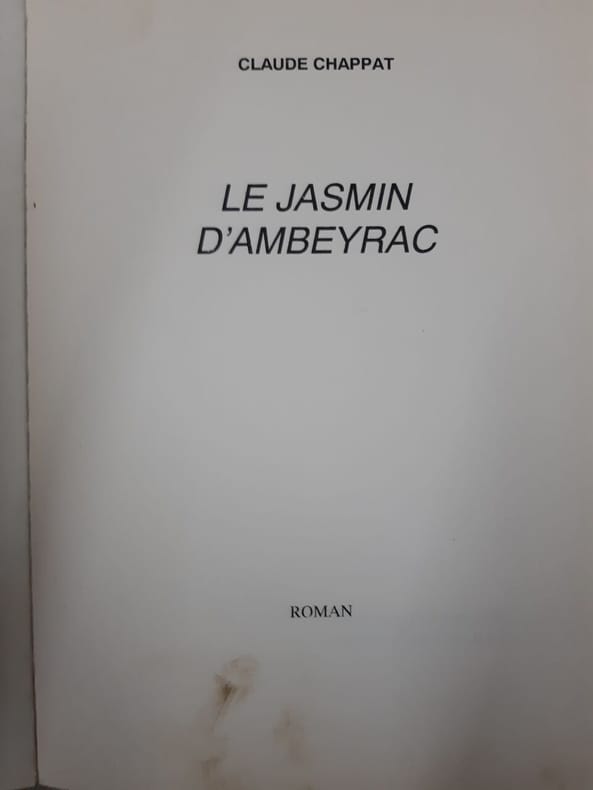 CLAUDE CHAPPAT
LE JASMIN
D'AMBEYRAC
ROMAN